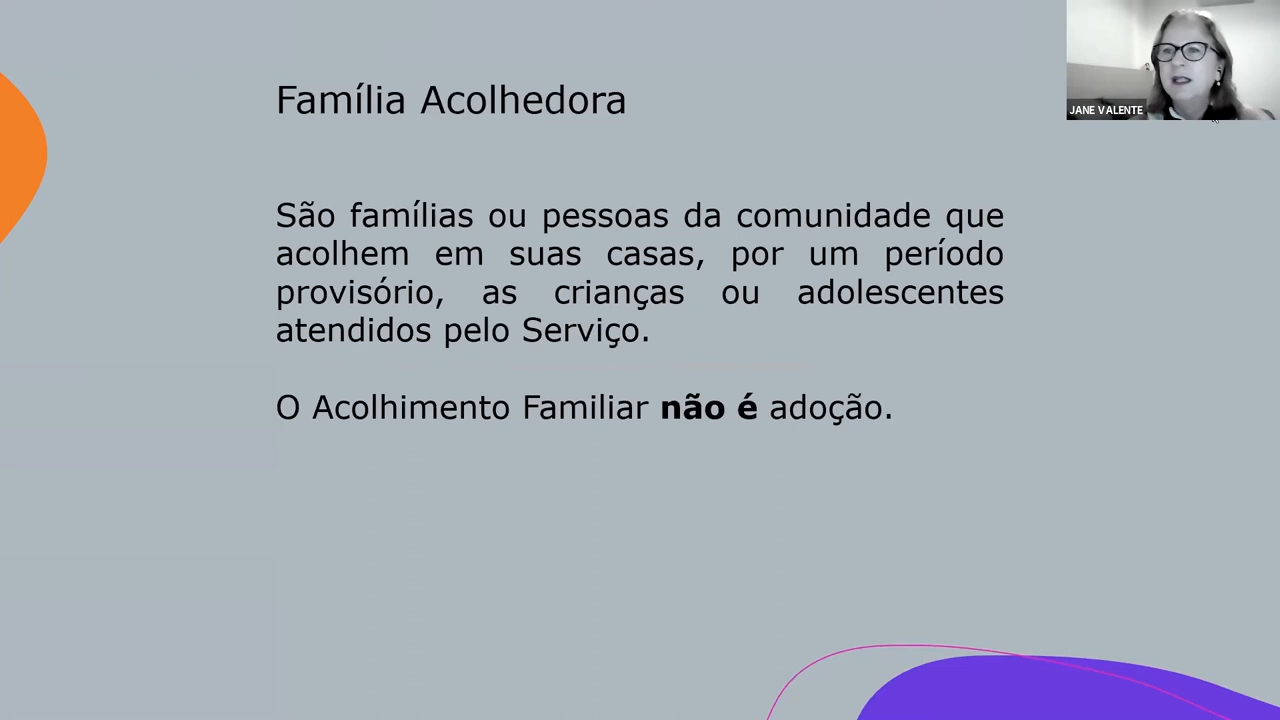 Família Acolhedora
JANE VALENTE
São famílias ou pessoas da comunidade que
acolhem em suas casas, por um período
provisório, as crianças ou adolescentes
atendidos pelo Serviço.
O Acolhimento Familiar não é adoção.